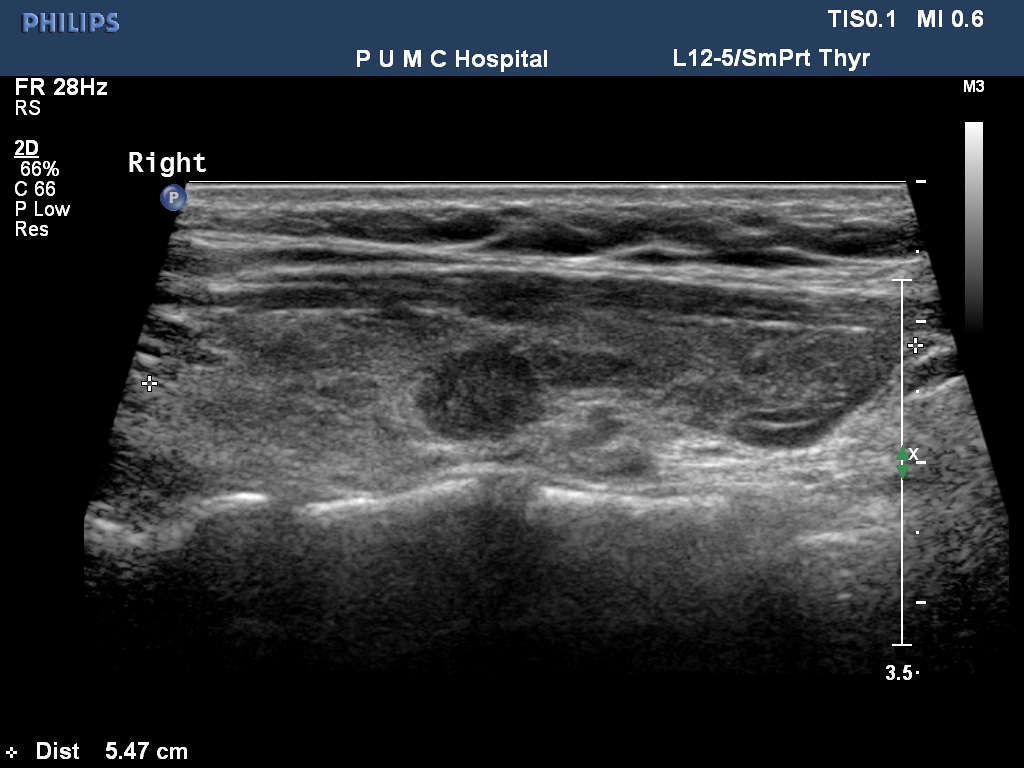 PHILIPS
TIS0.1 MI 0.6
P U M C Hospital
L12-5/SmPrt Thyr
FR 28Hz
RS
M3
2D
66%
C 66
P Low
Res
Right
P
X
3.5
Dist 5.47 cm